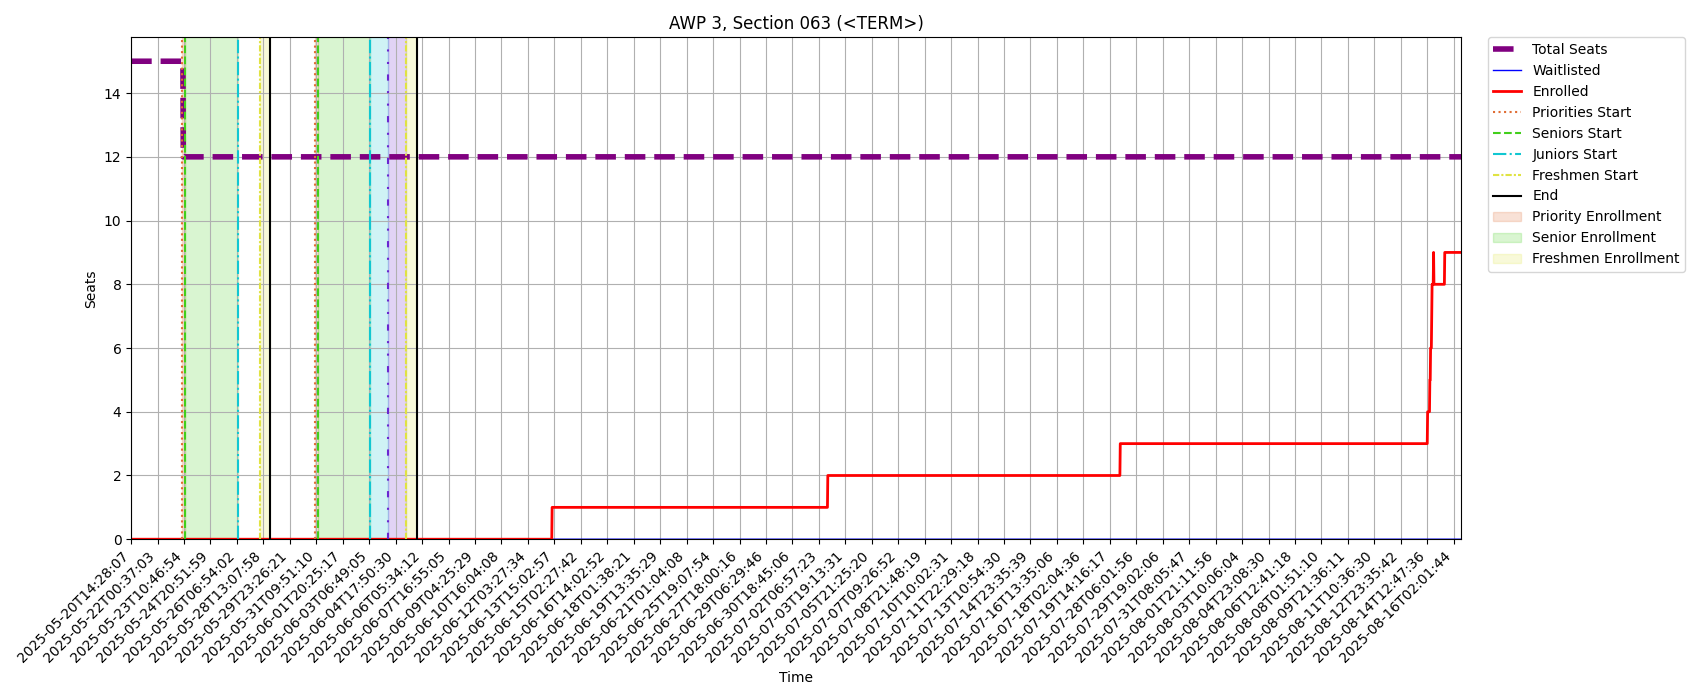 AWP 3, Section 063 (<TERM>)
Total Seats
Waitlisted
Enrolled
Priorities Start
Seniors Start
Juniors Start
Freshmen Start
End
Priority Enrollment
Senior Enrollment
Freshmen Enrollment
Seats
14
12
10
8
6
4
2
0
2025-05-20T14:28:07
2025-05-22T00:37:03
2025-05-23T10:46:54
2025-05-24T20:51:59
2025-05-26T06:54:02
2025-05-28T13:07:58
2025-05-29T23:26:21
2025-05-31T09:51:10
2025-06-01T20:25:17
2025-06-03T06:49:05
2025-06-04T17:50:30
2025-06-06T05:34:12
2025-06-07T16:55:05
2025-06-09T04:25:29
2025-06-10T16:04:08
2025-06-12T03:27:34
2025-06-13T15:02:57
2025-06-15T02:27:42
2025-06-16T14:02:52
2025-06-18T01:38:21
2025-06-19T13:35:29
2025-06-21T01:04:08
2025-06-25T19:07:54
2025-06-27T18:00:16
2025-06-29T06:29:46
2025-06-30T18:45:06
2025-07-02T06:57:23
2025-07-03T19:13:31
2025-07-05T21:25:20
2025-07-07T09:26:52
2025-07-08T21:48:19
2025-07-10T10:02:31
2025-07-11T22:29:18
2025-07-13T10:54:30
2025-07-14T23:35:39
2025-07-16T13:35:06
2025-07-18T02:04:36
2025-07-19T14:16:17
2025-07-28T06:01:56
2025-07-29T19:02:06
2025-07-31T08:05:47
2025-08-01T21:11:56
2025-08-03T10:06:04
2025-08-04T23:08:30
2025-08-06T12:41:18
2025-08-08T01:51:10
2025-08-09T21:36:11
2025-08-11T10:36:30
2025-08-12T23:35:42
2025-08-14T12:47:36
2025-08-16T02:01:44
Time